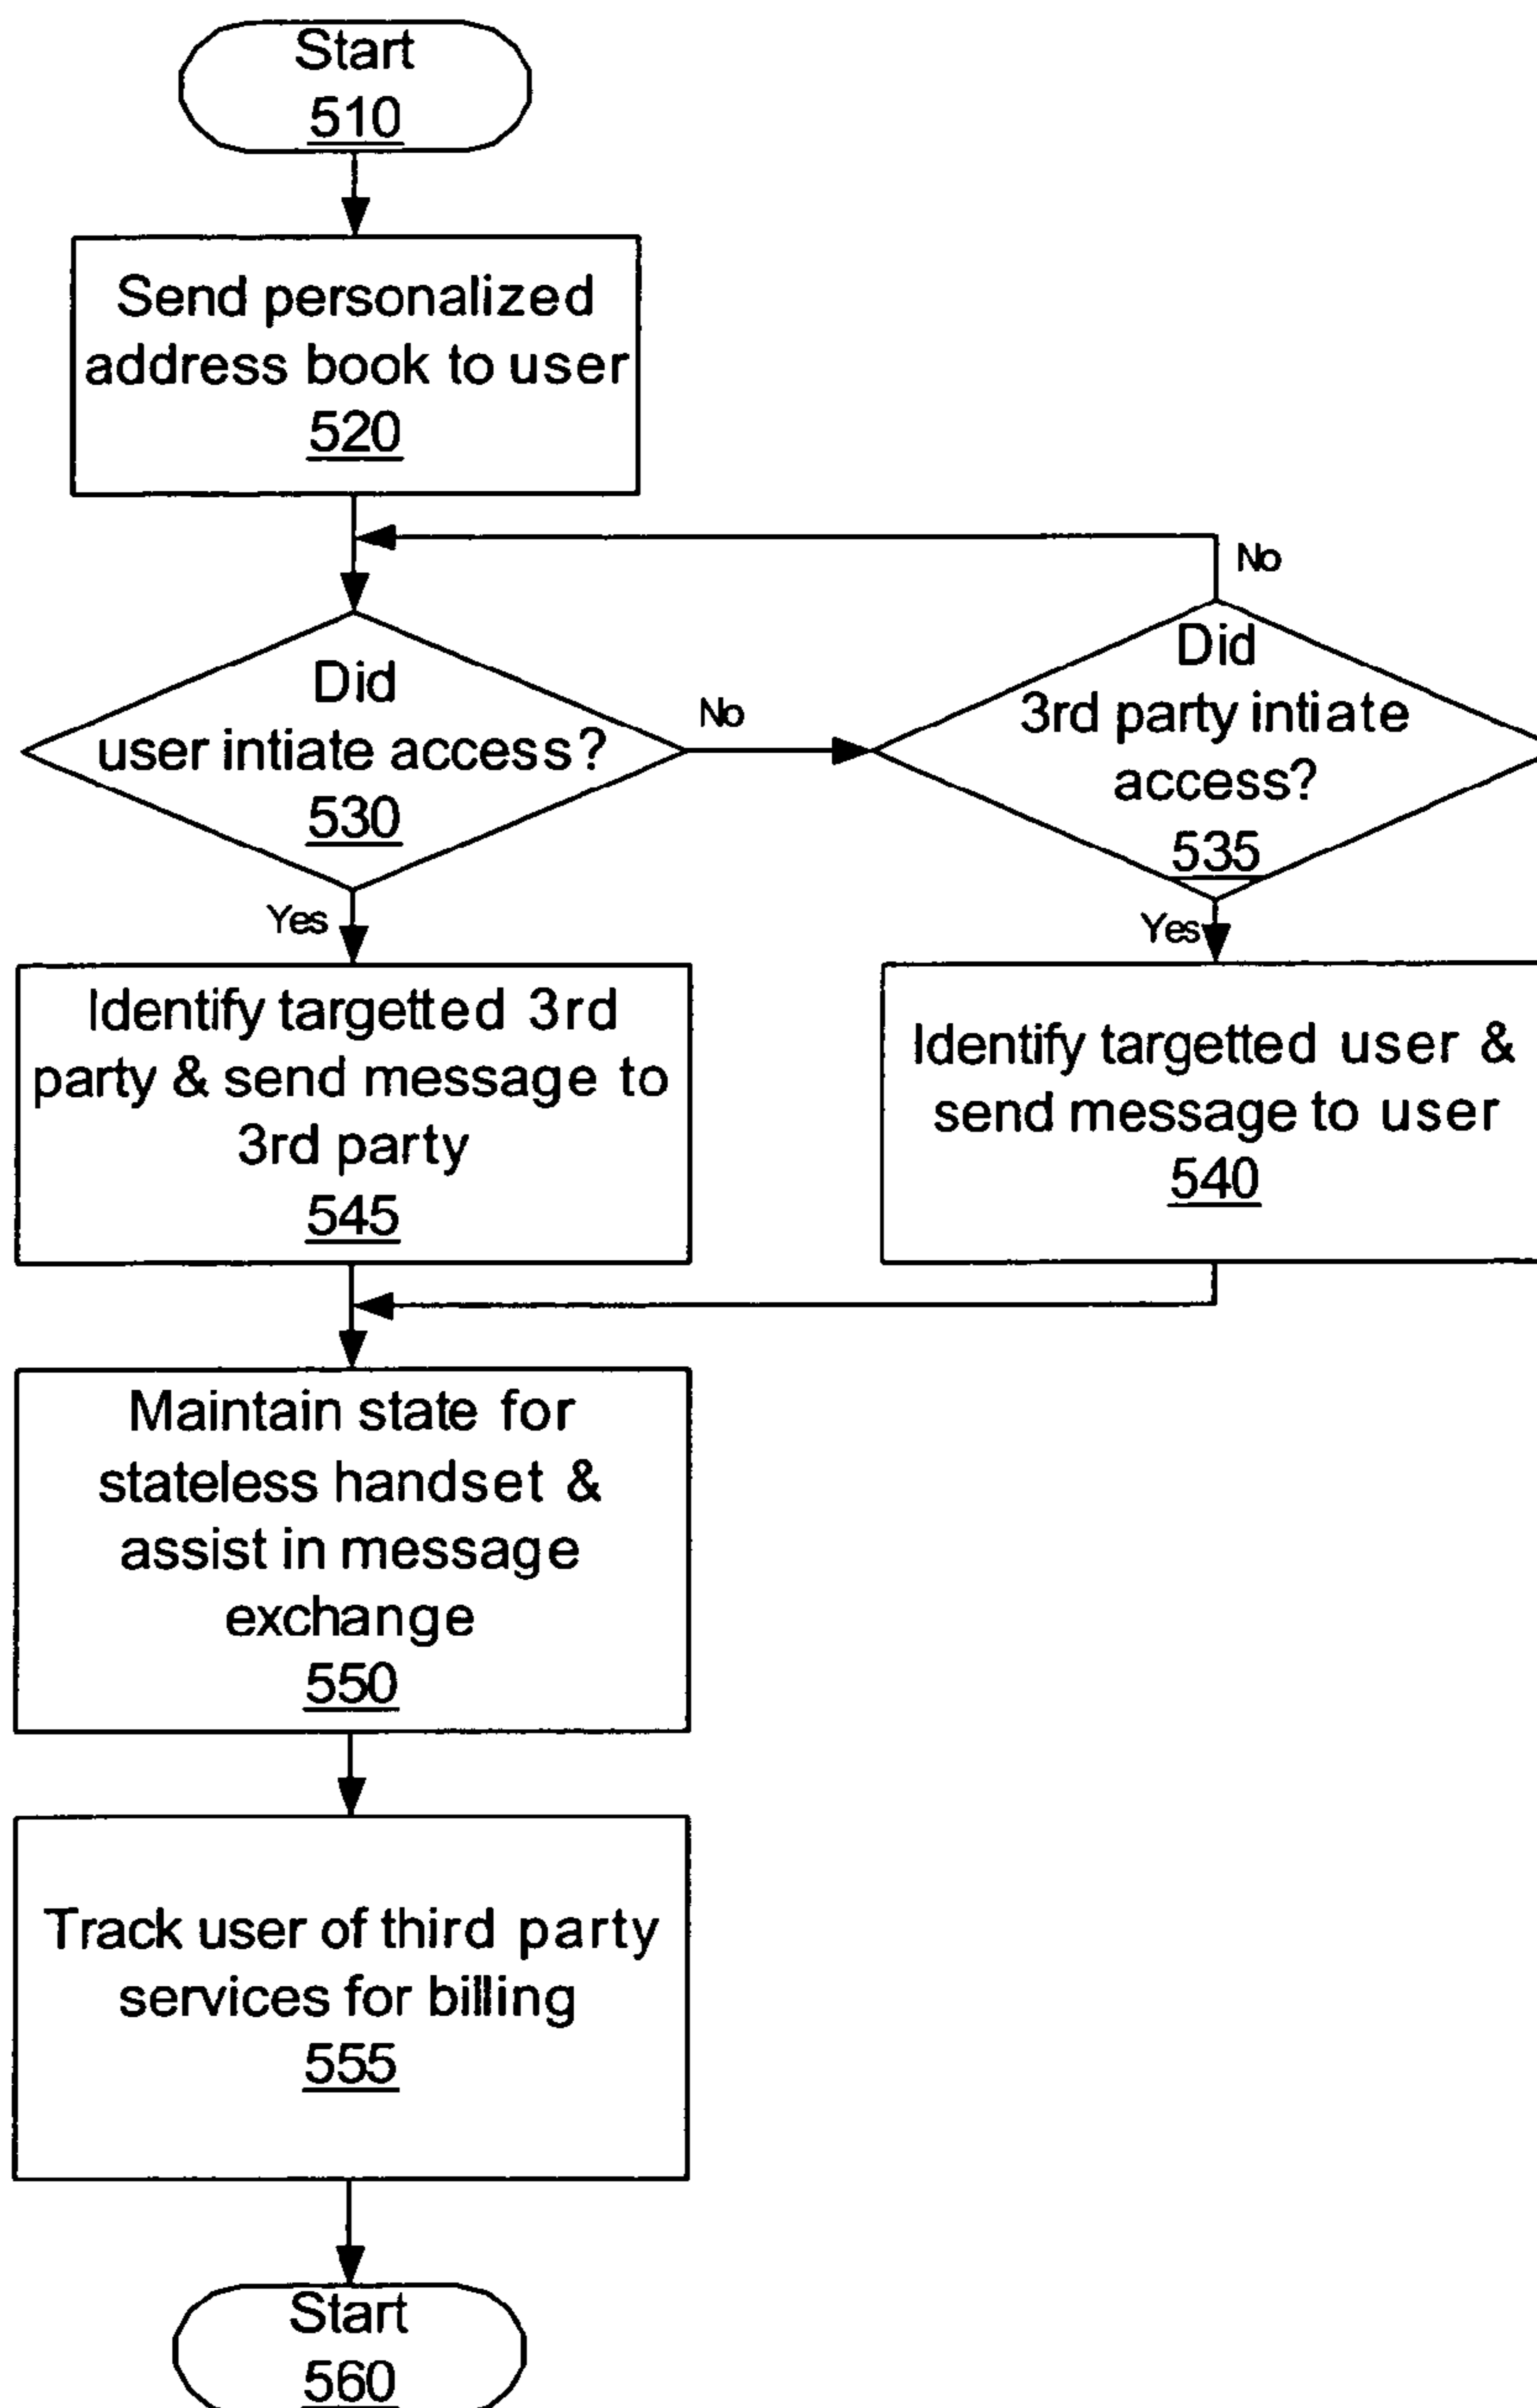 Start
510
Send personalized
address book to user
520
No
Did
user intiate access?
530
No
Did
3rd party intiate
access?
535
Yes
Yes
Identify targetted 3rd
party & send message to
3rd party
545
Identify targetted user &
send message to user
540
Maintain state for
stateless handset &
assist in message
exchange
550
Track user of third party
services for billing
555
Start
560